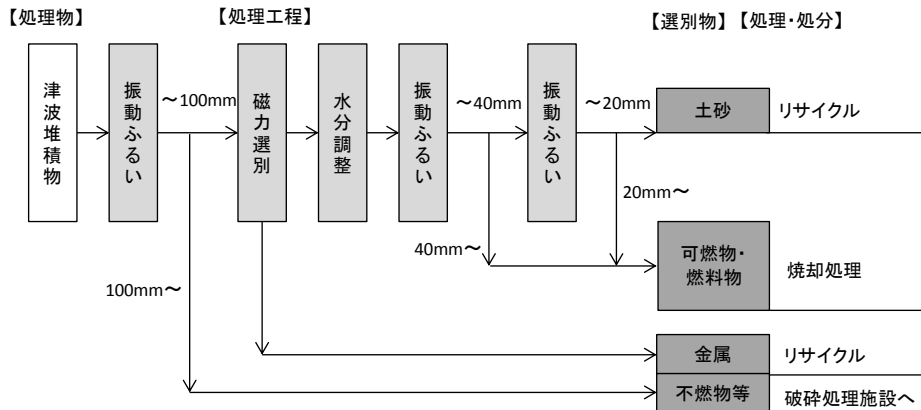 【処理物】
【処理工程】
【選別物】
【処理・処分】
津波堆積物
振動ふるい
～100mm
磁力選別
水分調整
振動ふるい
～40mm
振動ふるい
～20mm
土砂
リサイクル
20mm～
40mm～
可燃物・
燃料物
焼却処理
100mm～
金属
リサイクル
不燃物等
破砕処理施設へ